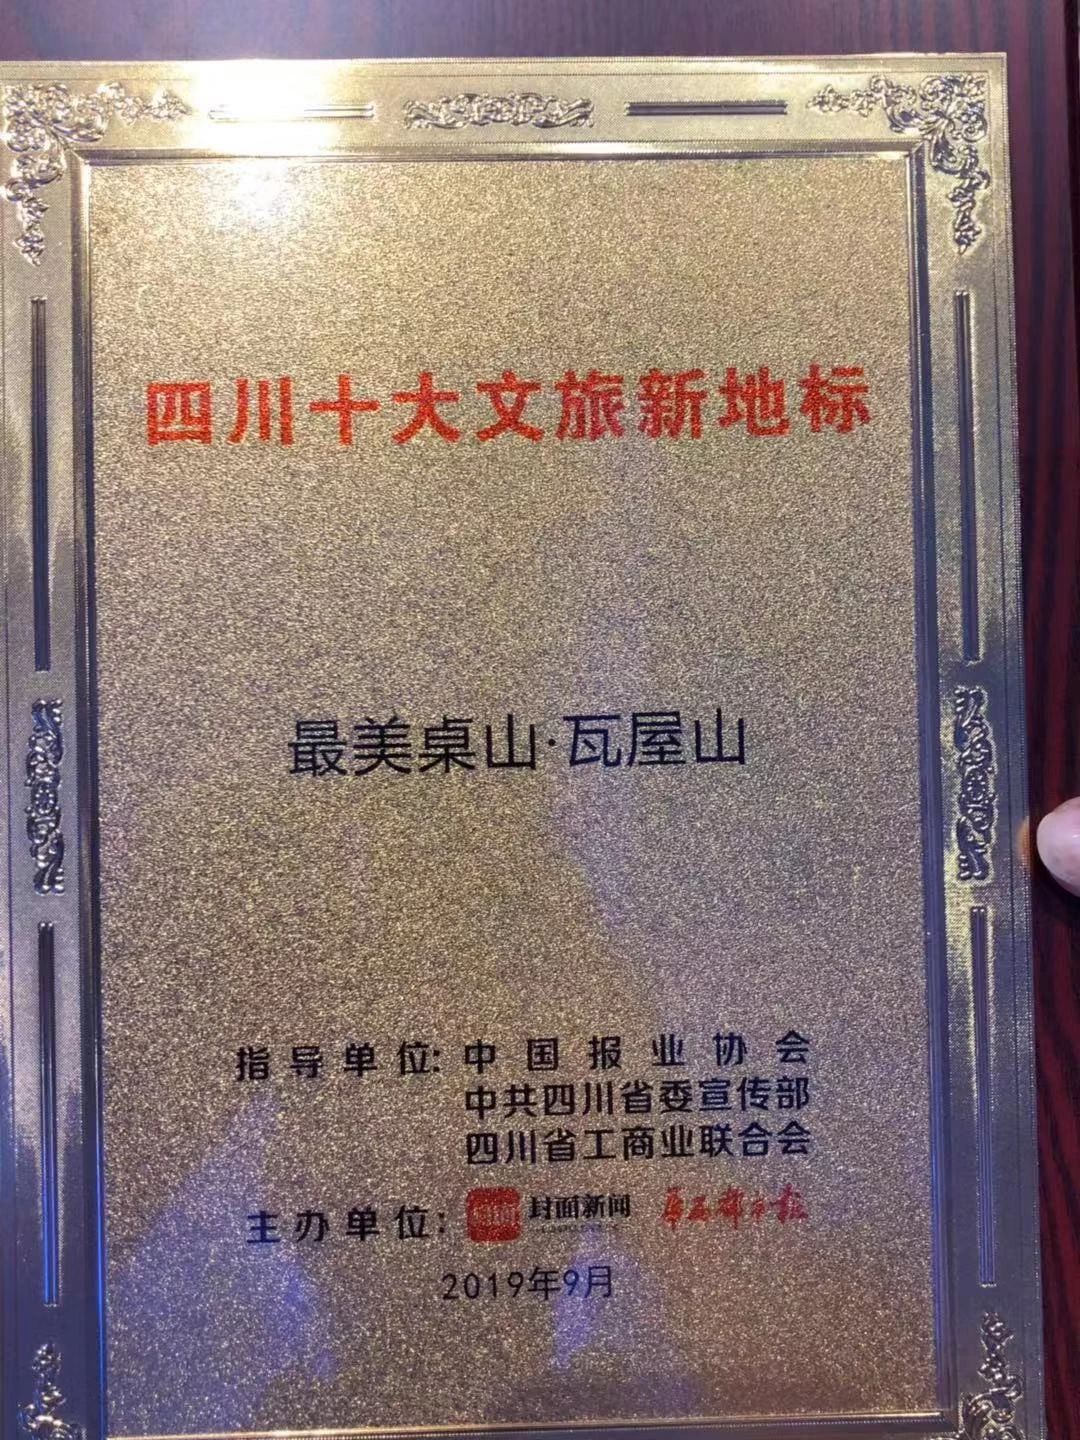 四川十大文旅新地标
最美桌山·瓦屋山
指导单位: 中国报业协会
中共四川省委宣传部
四川省工商业联合会
主办单位: 封面 封面新闻 华西都市报
2019年9月